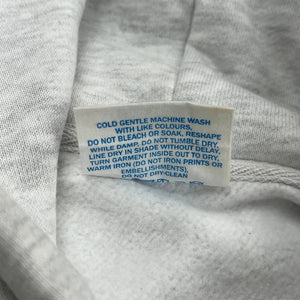 COLD GENTLE MACHINE WASH
WITH LIKE COLOURS,
DO NOT BLEACH OR SOAK, RESHAPE
WHILE DAMP, DO NOT TUMBLE DRY,
LINE DRY IN SHADE WITHOUT DELAY,
TURN GARMENT INSIDE OUT TO DRY,
WARM IRON (DO NOT IRON PRINTS OR
EMBELLISHMENTS)
DO NOT DRY-CLEAN